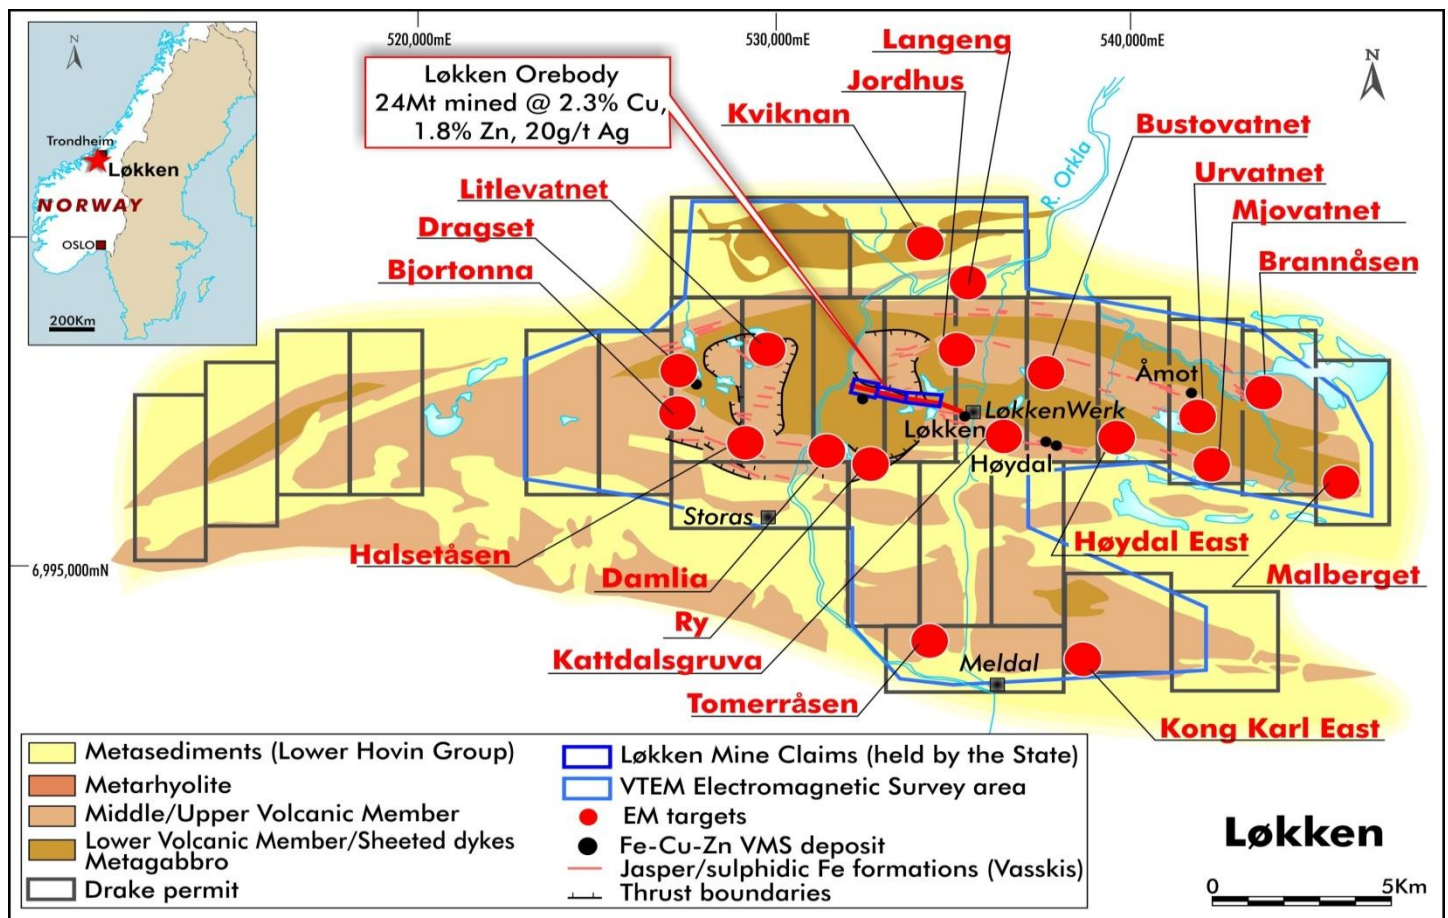 520,000mE
530,000mE
540,000mE
N
N
Trondheim
Løkken
NORWAY
OSLO
200Km
Løkken Orebody
24Mt mined @ 2.3% Cu,
1.8% Zn, 20g/t Ag
Langeng
Jordhus
Kviknan
Bustovatnet
R. Orkla
Litlevatnet
Urvatnet
Dragset
Mjovatnet
Bjortonna
Brannåsen
Åmot
LøkkenWerk
Løkken
Høydal
Storas
Halsetåsen
Høydal East
6,995,000mN
Damlia
Malberget
Ry
Kattdalsgruva
Meldal
Tomerråsen
Kong Karl East
Metasediments (Lower Hovin Group)
Metarhyolite
Middle/Upper Volcanic Member
Lower Volcanic Member/Sheeted dykes
Metagabbro
Drake permit
Løkken Mine Claims (held by the State)
VTEM Electromagnetic Survey area
EM targets
Fe-Cu-Zn VMS deposit
Jasper/sulphidic Fe formations (Vasskis)
Thrust boundaries
Løkken
0 5Km